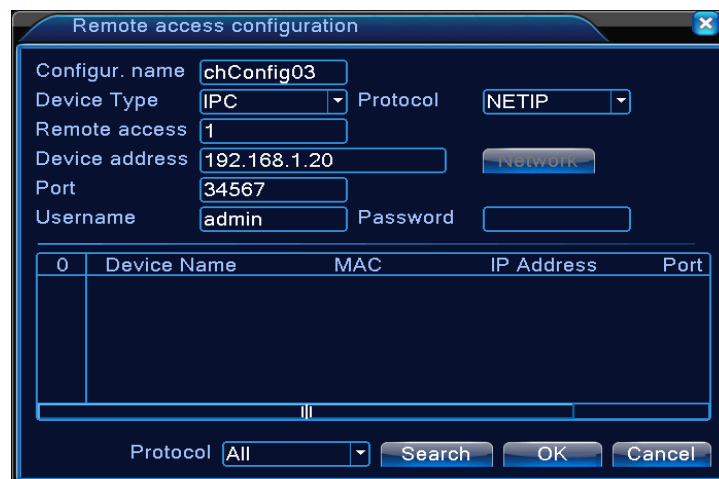 Remote access configuration
Configur. name chConfig03
Device Type IPC Protocol NETIP
Remote access 1
Device address 192.168.1.20 Network
Port 34567
Username admin Password
0 Device Name MAC IP Address Port
Protocol All Search OK Cancel